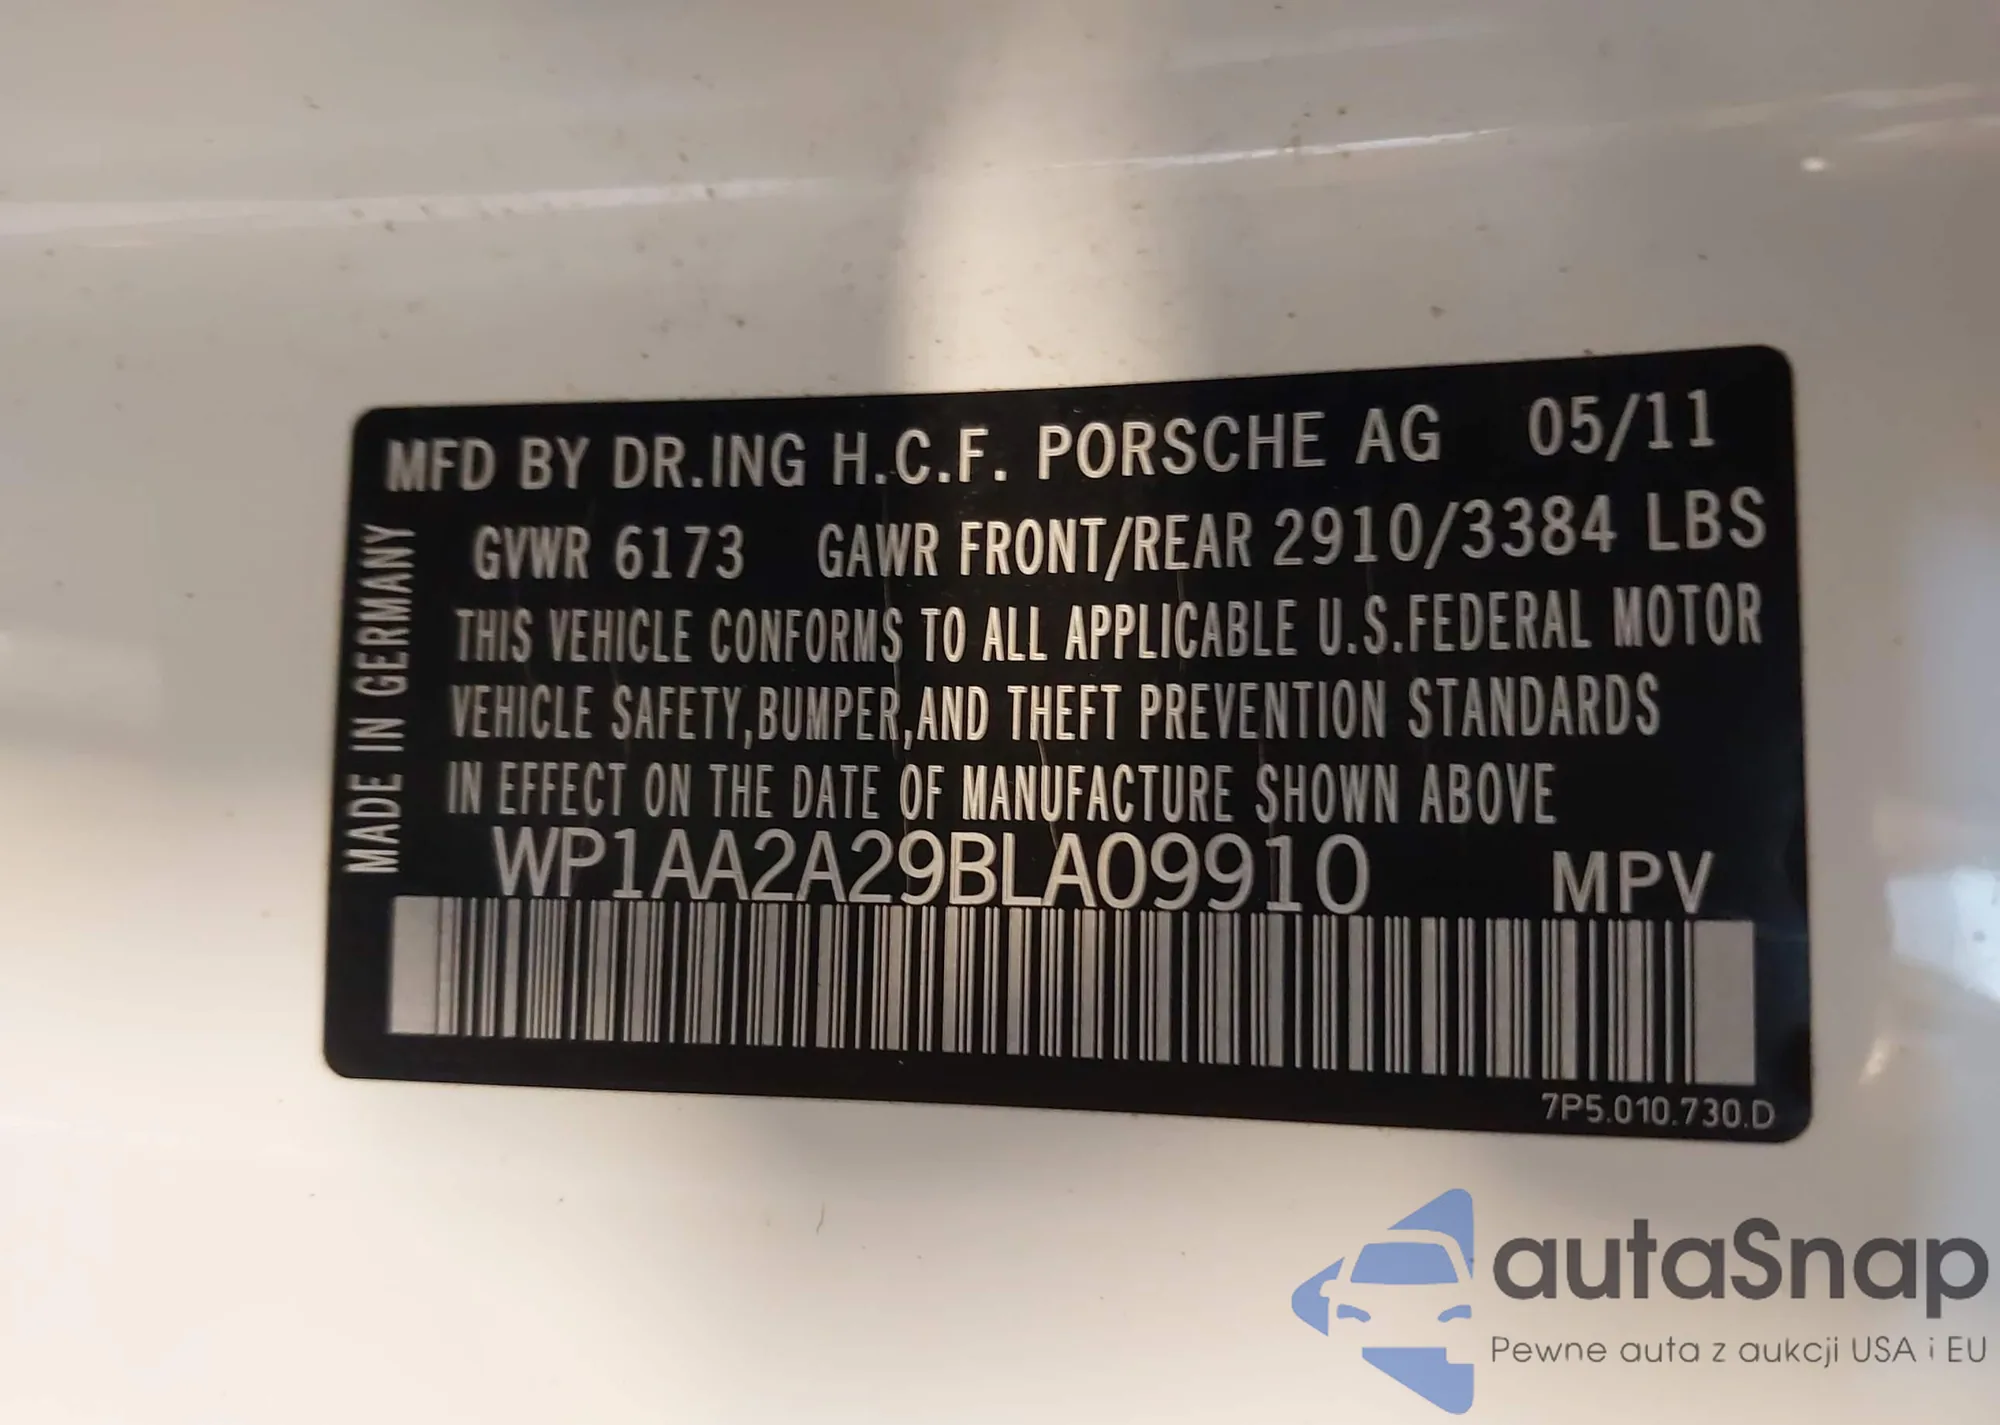 MFD BY DR.ING H.C.F. PORSCHE AG 05/11
GVWR 6173 GAWR FRONT/REAR 2910/3384 LBS
THIS VEHICLE CONFORMS TO ALL APPLICABLE U.S.FEDERAL MOTOR
VEHICLE SAFETY,BUMPER,AND THEFT PREVENTION STANDARDS
IN EFFECT ON THE DATE OF MANUFACTURE SHOWN ABOVE
WP1AA2A29BLA09910 MPV
MADE IN GERMANY
7P5.010.730.D
autaSnap
Pewne auta z aukcji USA i EU